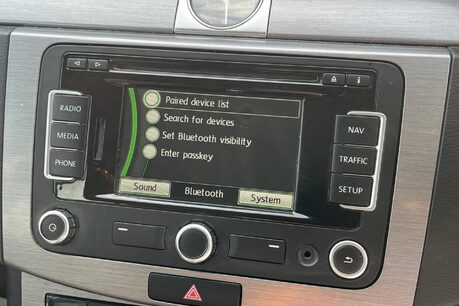 RADIO
MEDIA
PHONE
Paired device list
Search for devices
Set Bluetooth visibility
Enter passkey
Sound
Bluetooth
System
NAV
TRAFFIC
SETUP